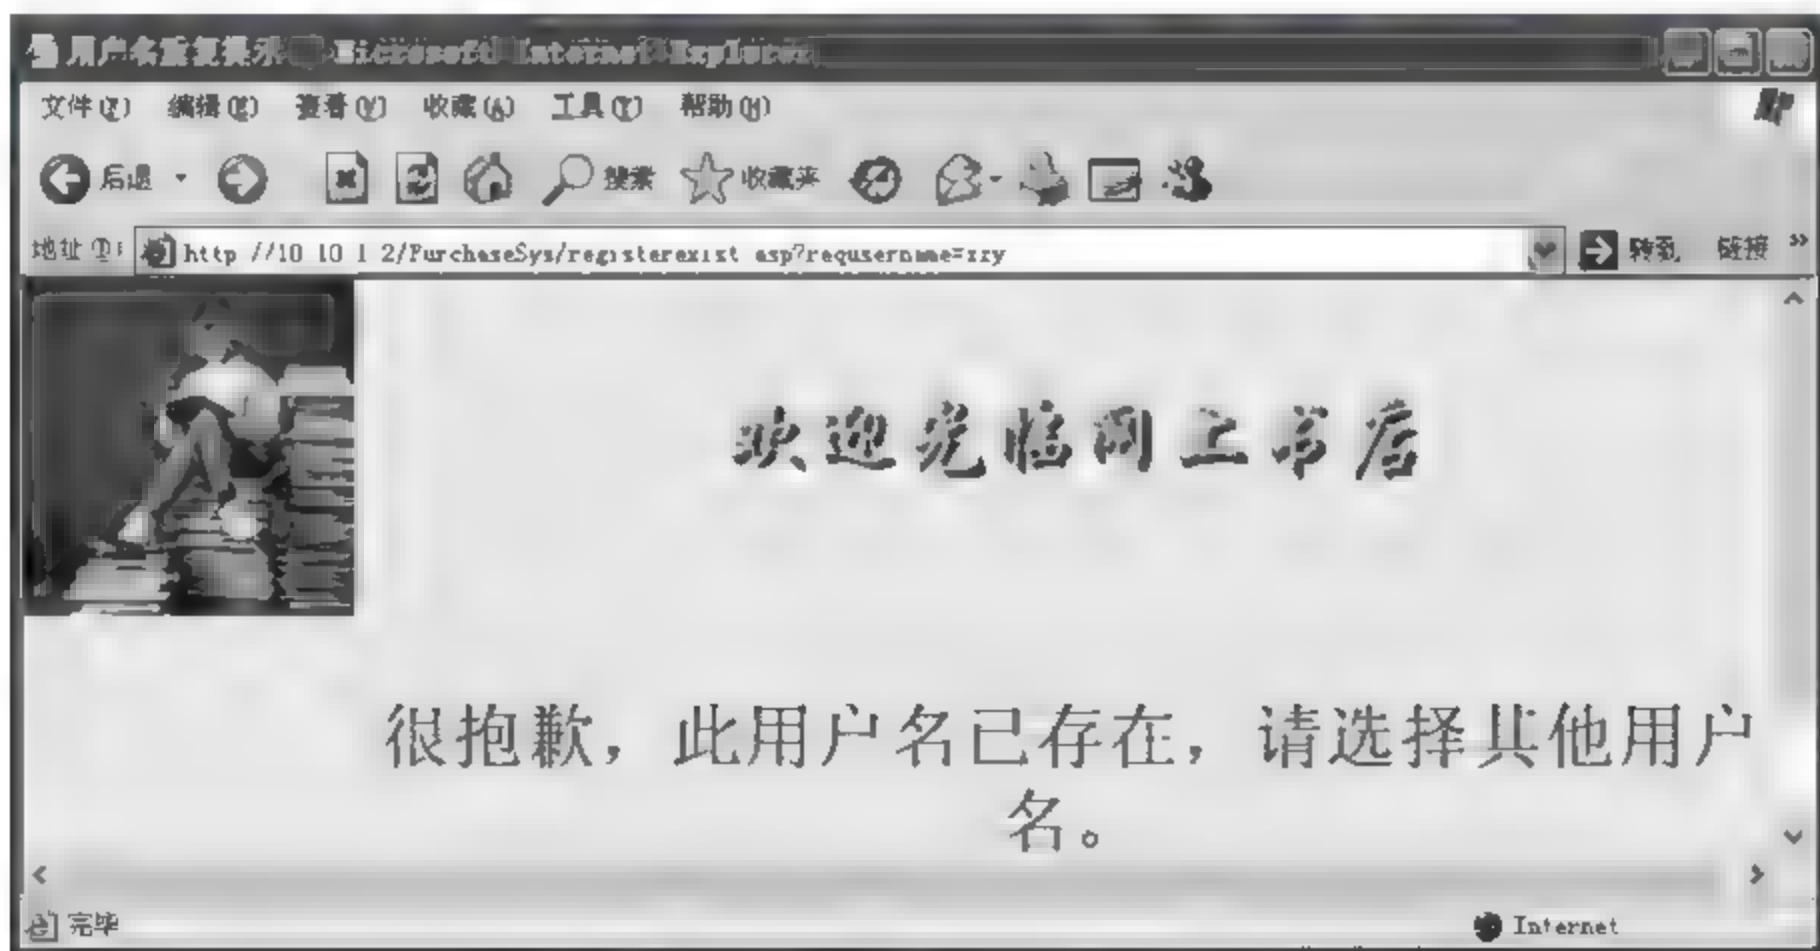 用户名重复提示 Microsoft Internet Explorer
文件(F) 编辑(E) 查看(V) 收藏(A) 工具(T) 帮助(H)
后退 搜索 收藏夹
地址(D): http //10 10 1 2/PurchaseSys/registerexist asp?requsername= 转到 链接 »
欢迎光临网上书店
很抱歉，此用户名已存在，请选择其他用户
名。
完毕 Internet